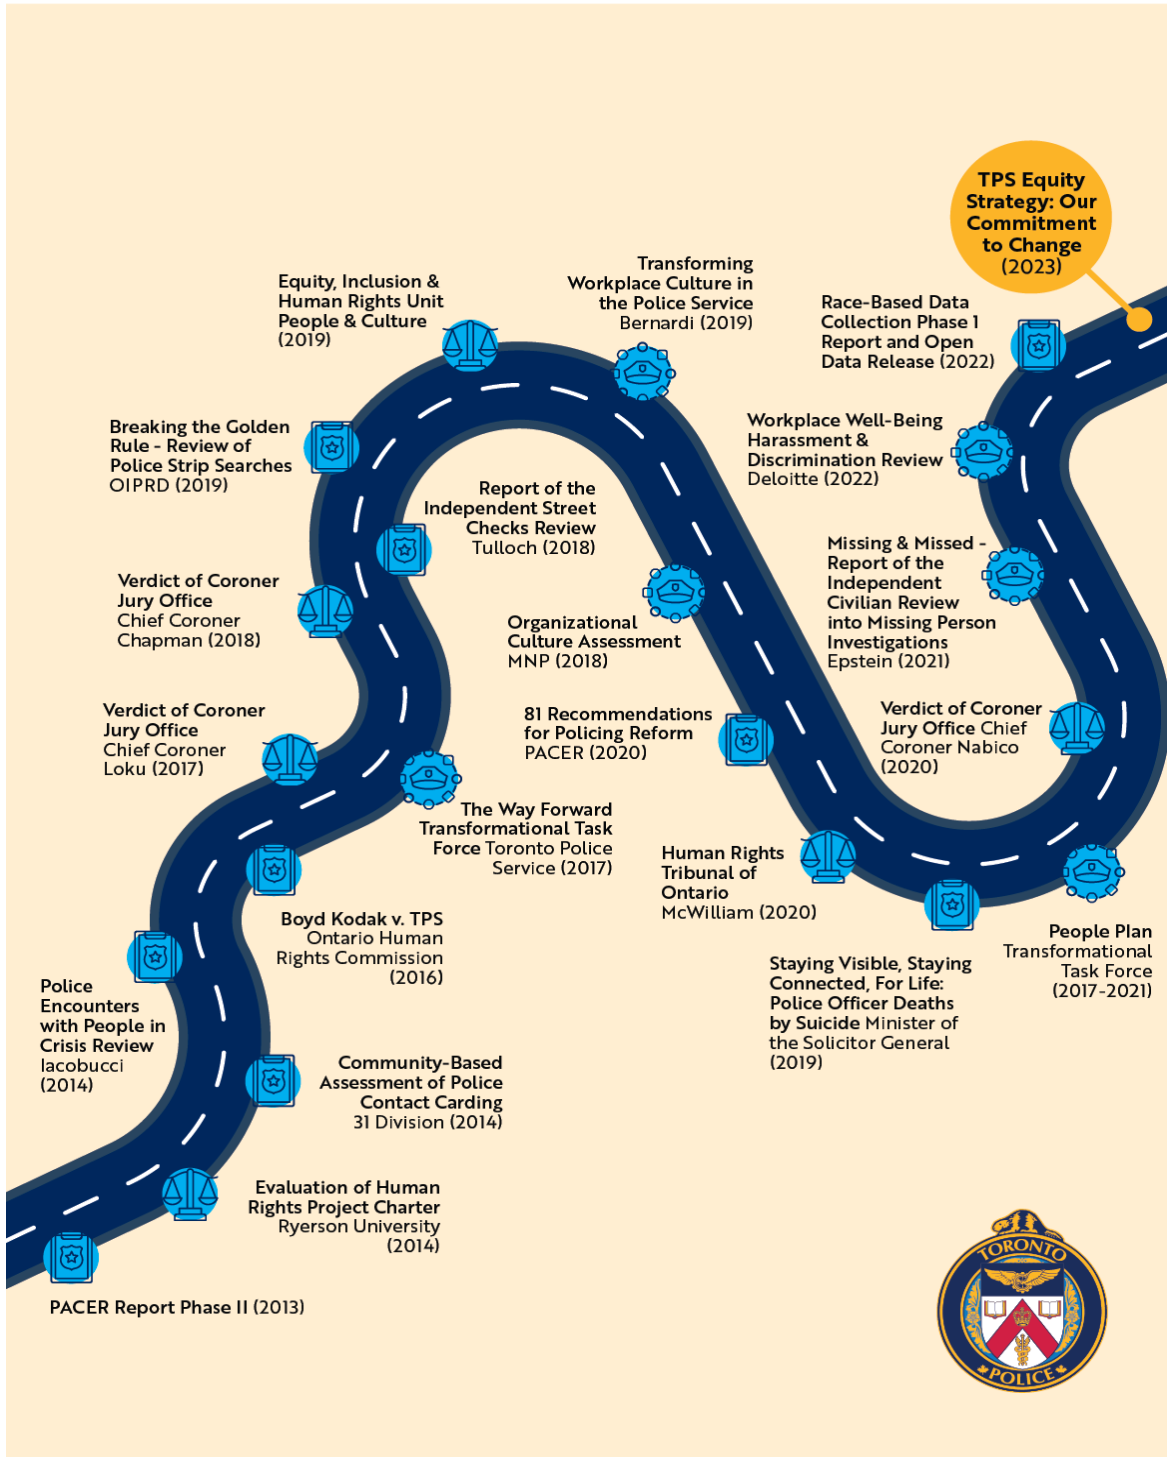 TPS Equity
Strategy: Our
Commitment
to Change
(2023)
Transforming
Workplace Culture in
the Police Service
Bernardi (2019)
Equity, Inclusion &
Human Rights Unit
People & Culture
(2019)
Race-Based Data
Collection Phase 1
Report and Open
Data Release (2022)
Breaking the Golden
Rule - Review of
Police Strip Searches
OIPRD (2019)
Workplace Well-Being
Harassment &
Discrimination Review
Deloitte (2022)
Report of the
Independent Street
Checks Review
Tulloch (2018)
Missing & Missed -
Report of the
Independent
Civilian Review
into Missing Person
Investigations
Epstein (2021)
Verdict of Coroner
Jury Office
Chief Coroner
Chapman (2018)
Organizational
Culture Assessment
MNP (2018)
Verdict of Coroner
Jury Office
Chief Coroner
Loku (2017)
81 Recommendations
for Policing Reform
PACER (2020)
Verdict of Coroner
Jury Office Chief
Coroner Nabico
(2020)
The Way Forward
Transformational Task
Force Toronto Police
Service (2017)
Human Rights
Tribunal of
Ontario
McWilliam (2020)
Boyd Kodak v. TPS
Ontario Human
Rights Commission
(2016)
People Plan
Transformational
Task Force
(2017-2021)
Staying Visible, Staying
Connected, For Life:
Police Officer Deaths
by Suicide Minister of
the Solicitor General
(2019)
Police
Encounters
with People in
Crisis Review
Iacobucci
(2014)
Community-Based
Assessment of Police
Contact Carding
31 Division (2014)
Evaluation of Human
Rights Project Charter
Ryerson University
(2014)
PACER Report Phase II (2013)
TORONTO
POLICE